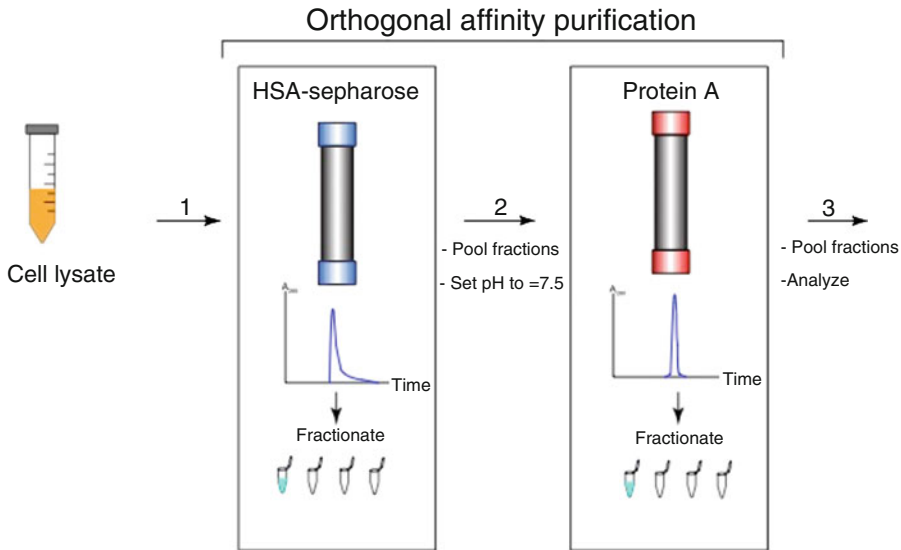 Orthogonal affinity purification
HSA-sepharose
Protein A
Cell lysate
1
2
- Pool fractions
- Set pH to =7.5
3
- Pool fractions
-Analyze
A
Time
Fractionate
A
Time
Fractionate